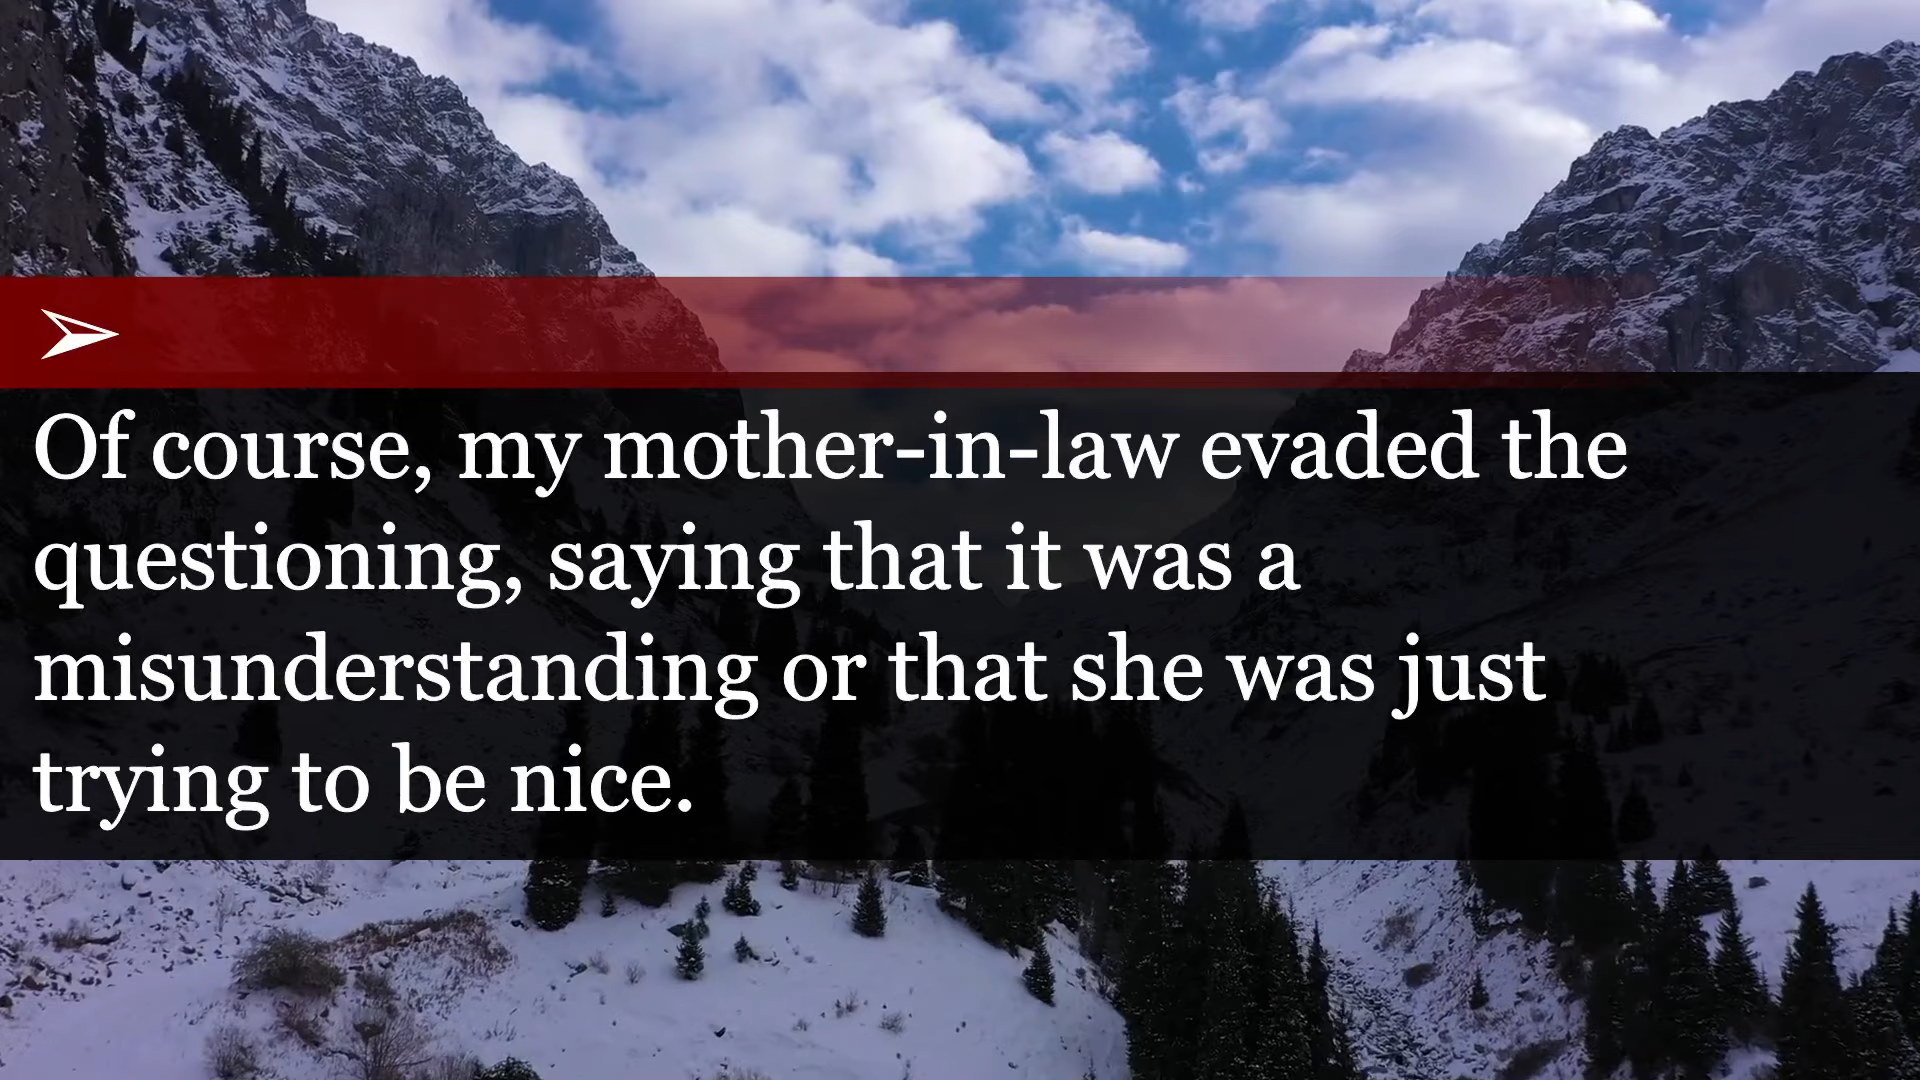 Of course, my mother-in-law evaded the
questioning, saying that it was a
misunderstanding or that she was just
trying to be nice.